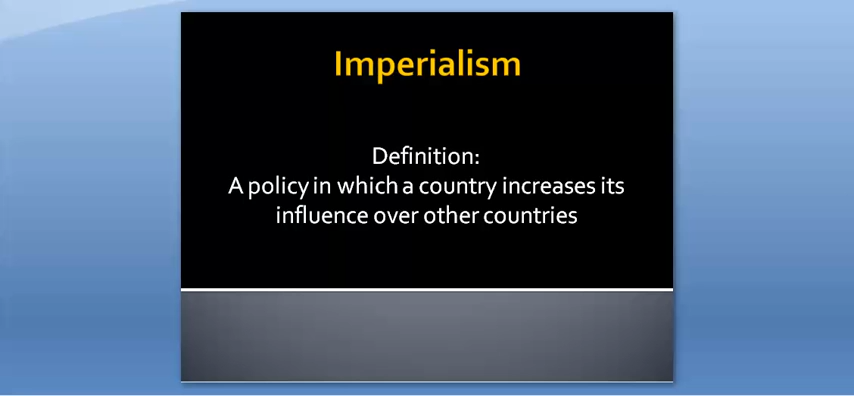 Imperialism
Definition:
A policy in which a country increases its
influence over other countries